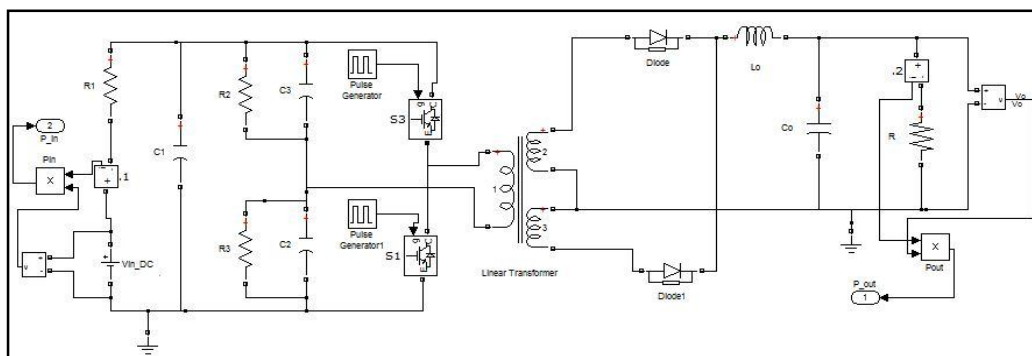 R1
2
P_in
Pin
X
.1
+
v
+
-
Vin_DC
C1
R2
C3
Pulse
Generator
g
C
E
S3
R3
C2
Pulse
Generator1
g
C
E
S1
1
2
3
Linear Transformer
Diode
Diode1
Lo
Co
.2
+
-
R
+
-
v
Vo
Vo
X
Pout
P_out
1